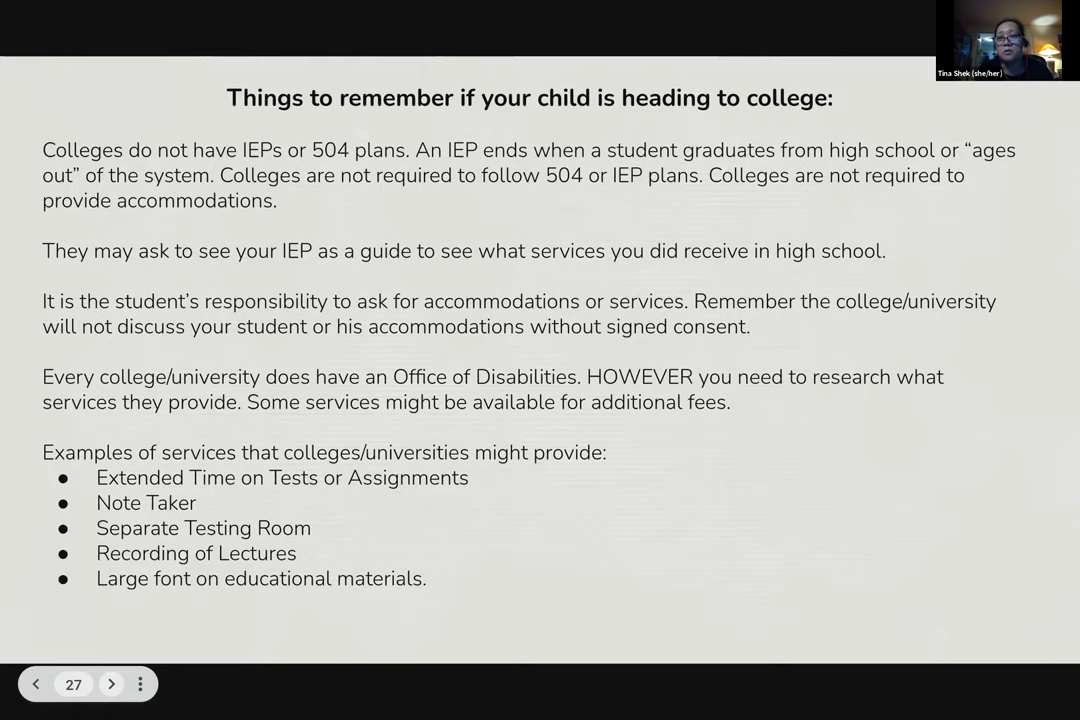 Tina Shek (she/her)
Things to remember if your child is heading to college:
Colleges do not have IEPs or 504 plans. An IEP ends when a student graduates from high school or “ages
out” of the system. Colleges are not required to follow 504 or IEP plans. Colleges are not required to
provide accommodations.
They may ask to see your IEP as a guide to see what services you did receive in high school.
It is the student’s responsibility to ask for accommodations or services. Remember the college/university
will not discuss your student or his accommodations without signed consent.
Every college/university does have an Office of Disabilities. HOWEVER you need to research what
services they provide. Some services might be available for additional fees.
Examples of services that colleges/universities might provide:
● Extended Time on Tests or Assignments
● Note Taker
● Separate Testing Room
● Recording of Lectures
● Large font on educational materials.
27